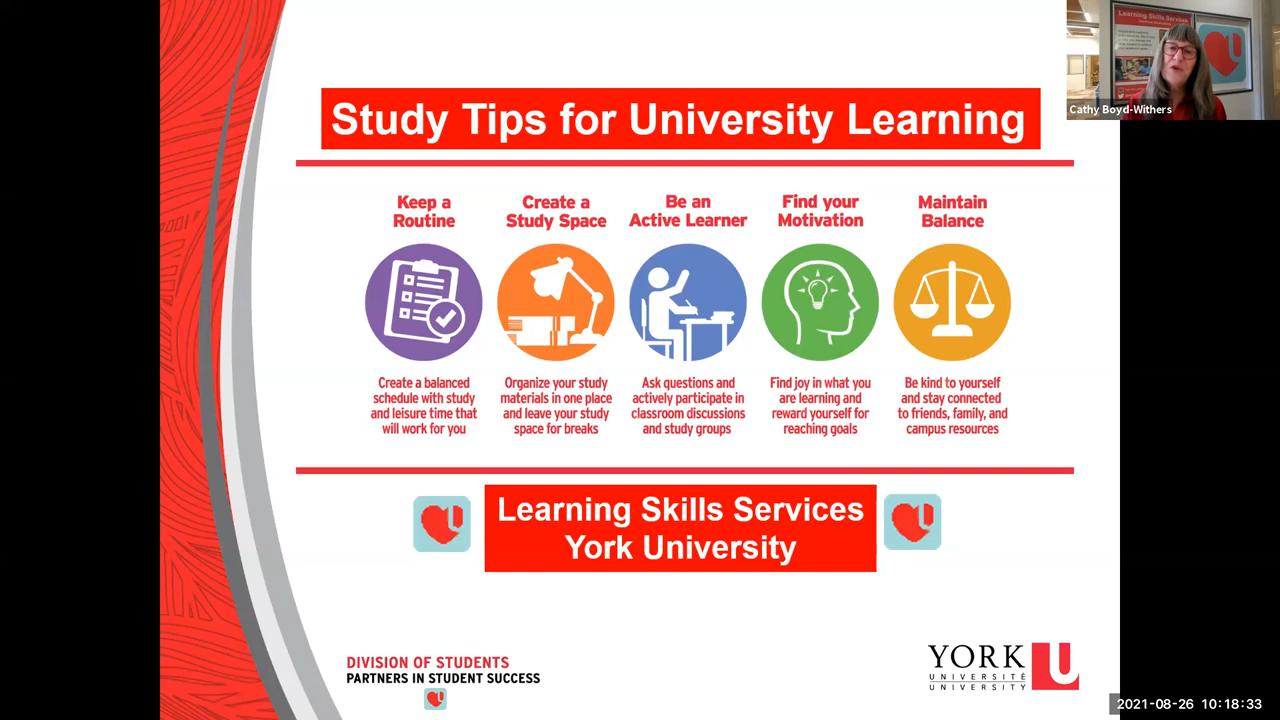 Learning Skills Services
Cathy Boyd-Withers
Study Tips for University Learning
Keep a
Routine
Create a
Study Space
Be an
Active Learner
Find your
Motivation
Maintain
Balance
Create a balanced
schedule with study
and leisure time that
will work for you
Organize your study
materials in one place
and leave your study
space for breaks
Ask questions and
actively participate in
classroom discussions
and study groups
Find joy in what you
are learning and
reward yourself for
reaching goals
Be kind to yourself
and stay connected
to friends, family, and
campus resources
Learning Skills Services
York University
DIVISION OF STUDENTS
PARTNERS IN STUDENT SUCCESS
YORK U
UNIVERSITÉ
UNIVERSITY
2021-08-26 10:18:33